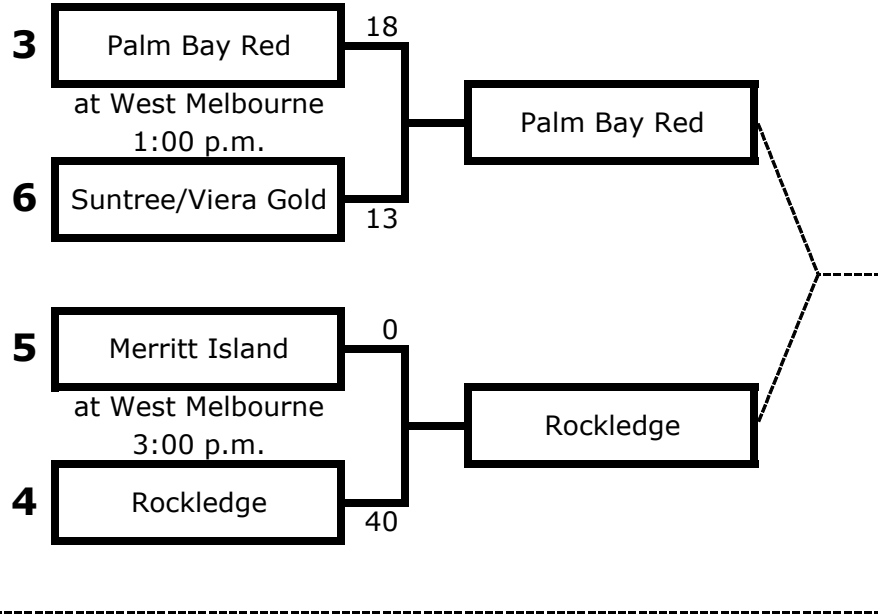 18
3 Palm Bay Red
at West Melbourne
1:00 p.m.
Palm Bay Red
6 Suntree/Viera Gold
13
0
5 Merritt Island
at West Melbourne
3:00 p.m.
Rockledge
4 Rockledge
40